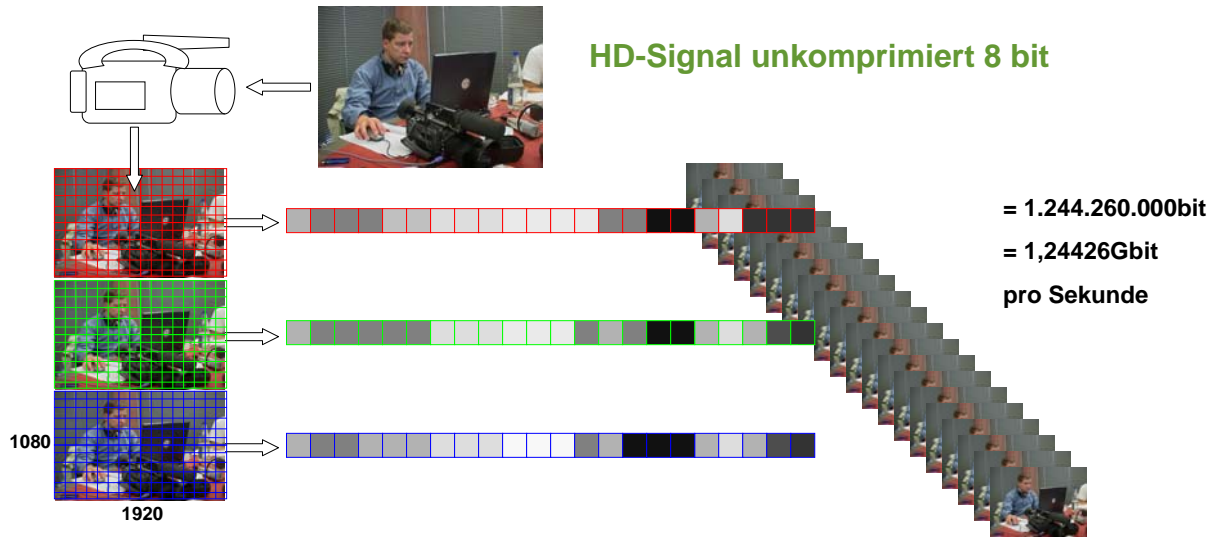 HD-Signal unkomprimiert 8 bit
= 1.244.260.000bit
= 1,24426Gbit
pro Sekunde
1080
1920